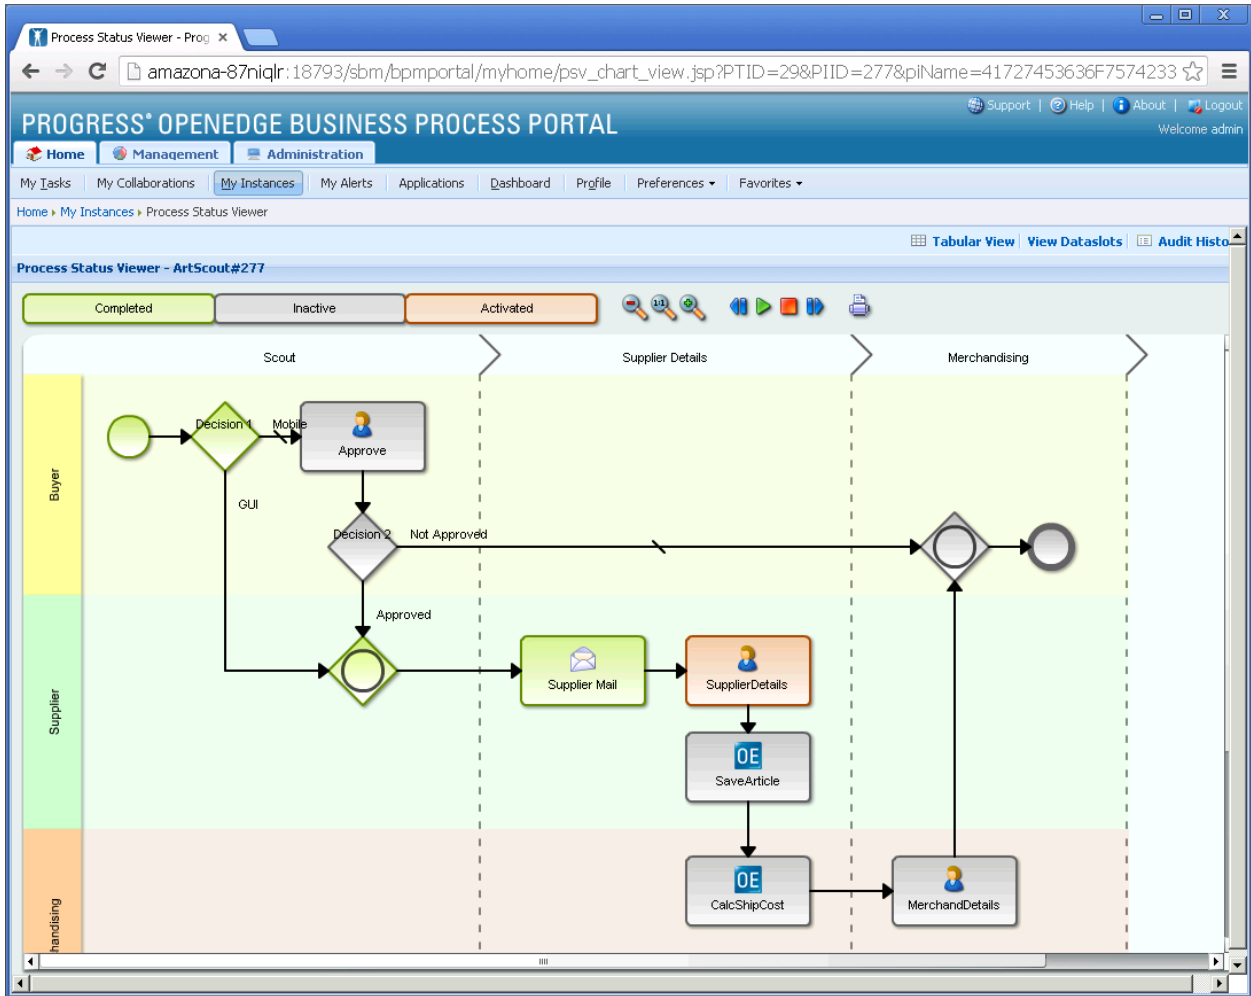 Process Status Viewer - Prog
amazona-87niqlr:18793/sbm/bpmportal/myhome/psv_chart_view.jsp?PTID=29&PIID=277&piName=41727453636F7574233
Support | Help | About | Logout
PROGRESS® OPENEDGE BUSINESS PROCESS PORTAL
Welcome admin
Home Management Administration
My Tasks My Collaborations My Instances My Alerts Applications Dashboard Profile Preferences Favorites
Home My Instances Process Status Viewer
Tabular View View Dataslots Audit Histo
Process Status Viewer - ArtScout#277
Completed Inactive Activated 1:1
Scout Supplier Details Merchandising
Buyer
Decision 1
Mobile
Approve
GUI
Decision 2
Not Approved
Approved
Supplier
Supplier Mail
SupplierDetails
OE
SaveArticle
handising
OE
CalcShipCost
MerchandDetails